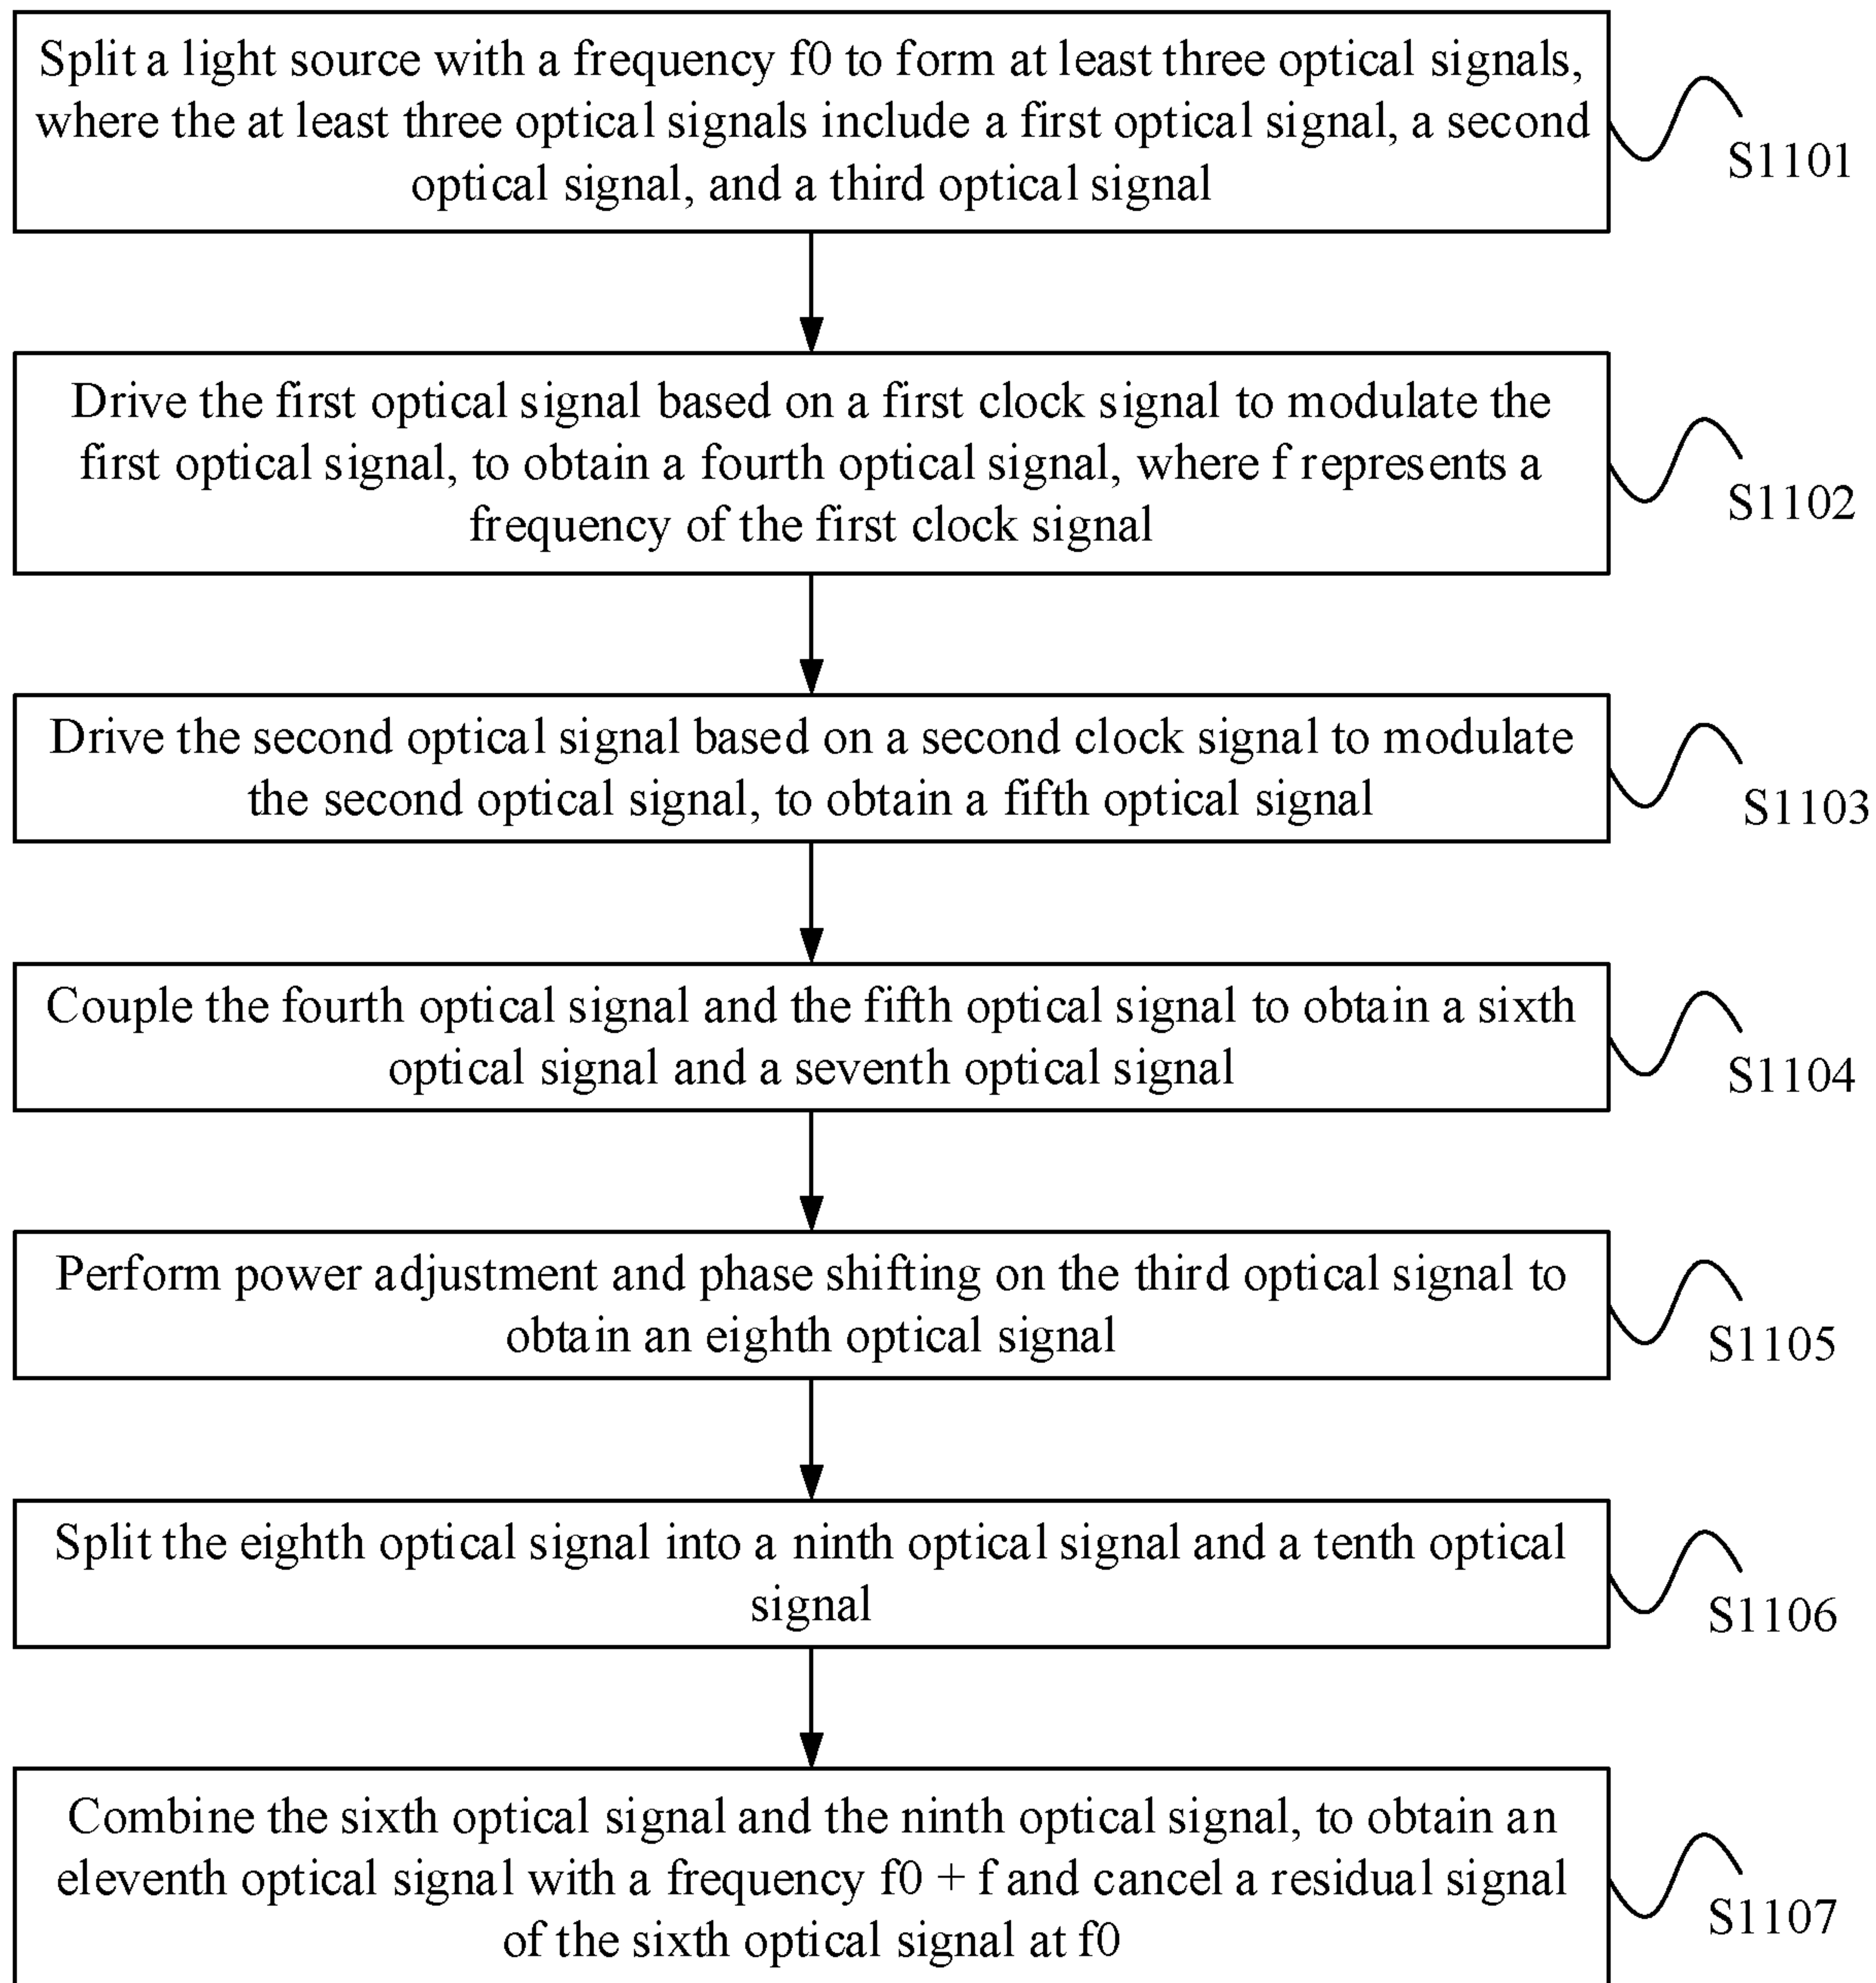 Split a light source with a frequency f0 to form at least three optical signals,
where the at least three optical signals include a first optical signal, a second
optical signal, and a third optical signal
S1101
Drive the first optical signal based on a first clock signal to modulate the
first optical signal, to obtain a fourth optical signal, where f represents a
frequency of the first clock signal
S1102
Drive the second optical signal based on a second clock signal to modulate
the second optical signal, to obtain a fifth optical signal
S1103
Couple the fourth optical signal and the fifth optical signal to obtain a sixth
optical signal and a seventh optical signal
S1104
Perform power adjustment and phase shifting on the third optical signal to
obtain an eighth optical signal
S1105
Split the eighth optical signal into a ninth optical signal and a tenth optical
signal
S1106
Combine the sixth optical signal and the ninth optical signal, to obtain an
eleventh optical signal with a frequency f0 + f and cancel a residual signal
of the sixth optical signal at f0
S1107